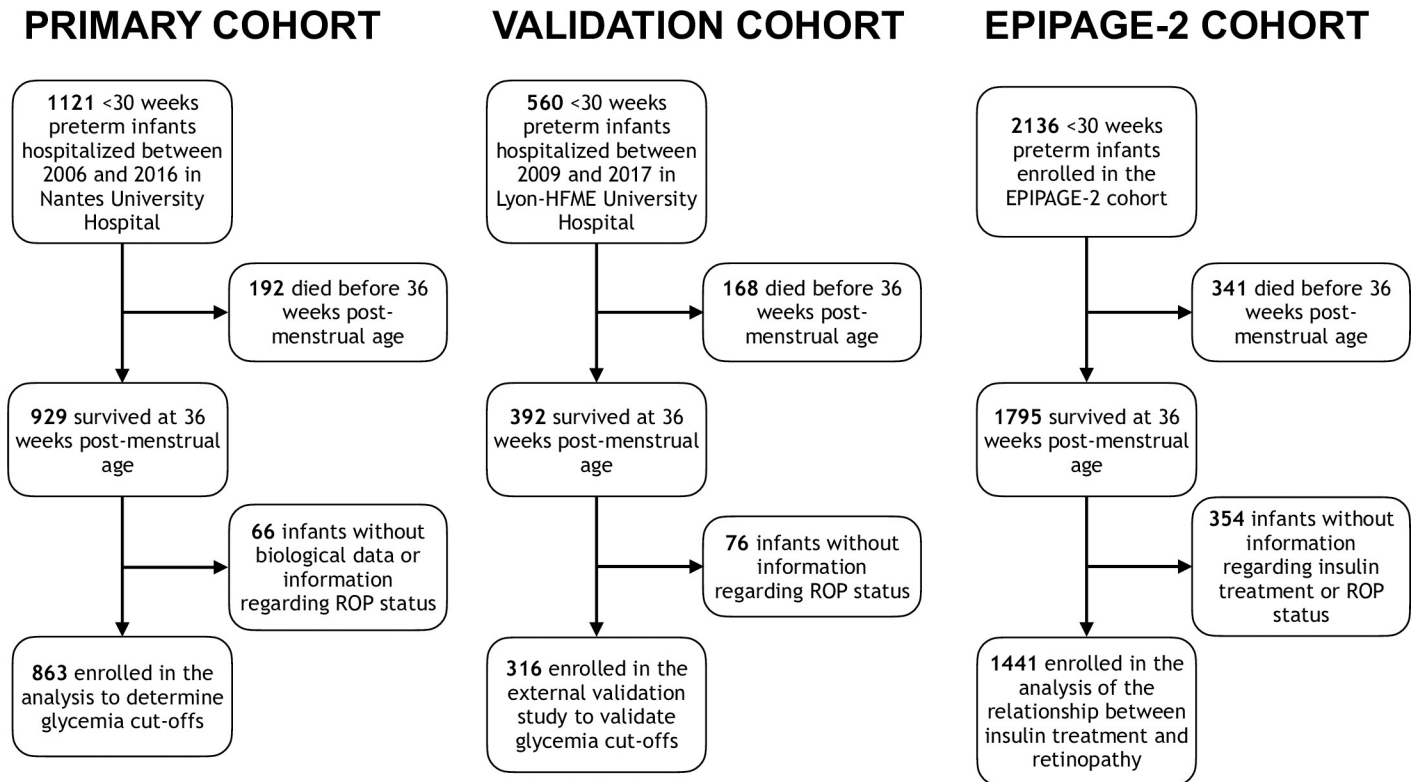 PRIMARY COHORT
1121 <30 weeks
preterm infants
hospitalized between
2006 and 2016 in
Nantes University
Hospital
192 died before 36
weeks post-
menstrual age
929 survived at 36
weeks post-menstrual
age
66 infants without
biological data or
information
regarding ROP status
863 enrolled in the
analysis to determine
glycemia cut-offs
VALIDATION COHORT
560 <30 weeks
preterm infants
hospitalized between
2009 and 2017 in
Lyon-HFME University
Hospital
168 died before 36
weeks post-
menstrual age
392 survived at 36
weeks post-menstrual
age
76 infants without
information
regarding ROP status
316 enrolled in the
external validation
study to validate
glycemia cut-offs
EPIPAGE-2 COHORT
2136 <30 weeks
preterm infants
enrolled in the
EPIPAGE-2 cohort
341 died before 36
weeks post-
menstrual age
1795 survived at 36
weeks post-menstrual
age
354 infants without
information
regarding insulin
treatment or ROP
status
1441 enrolled in the
analysis of the
relationship between
insulin treatment and
retinopathy